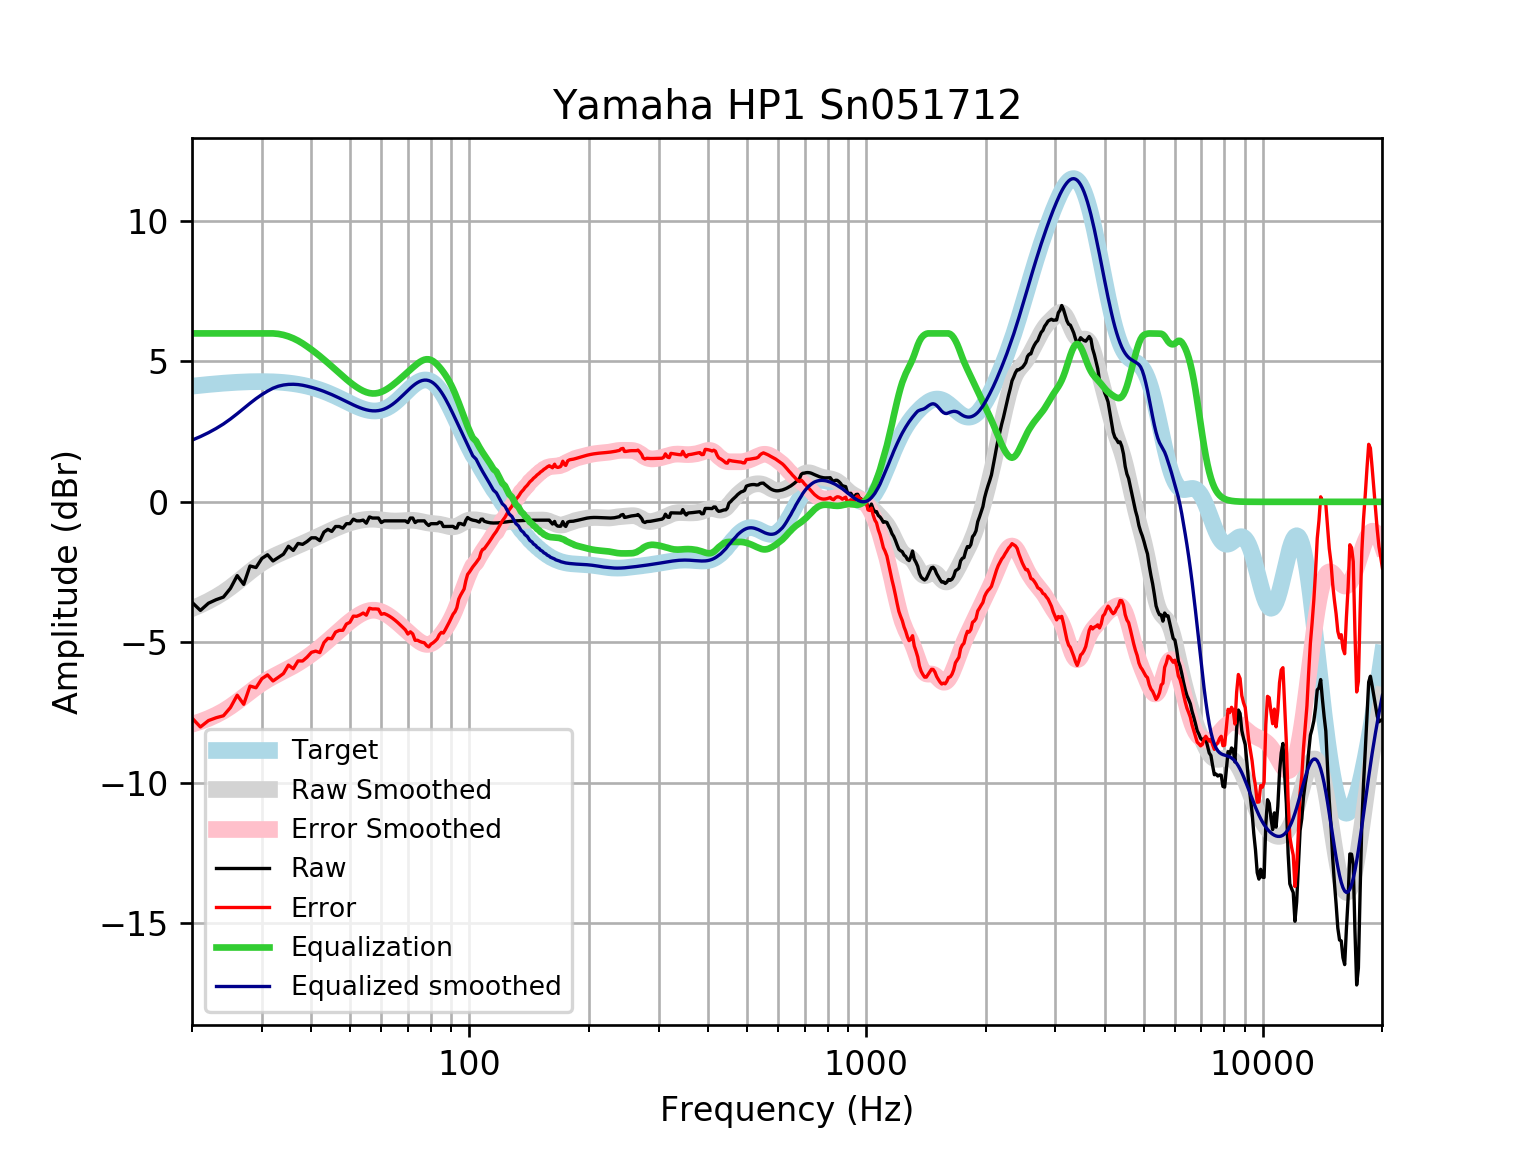 Yamaha HP1 Sn051712
10
5
0
−5
−10
−15
Amplitude (dBr)
Target
Raw Smoothed
Error Smoothed
Raw
Error
Equalization
Equalized smoothed
100
1000
10000
Frequency (Hz)